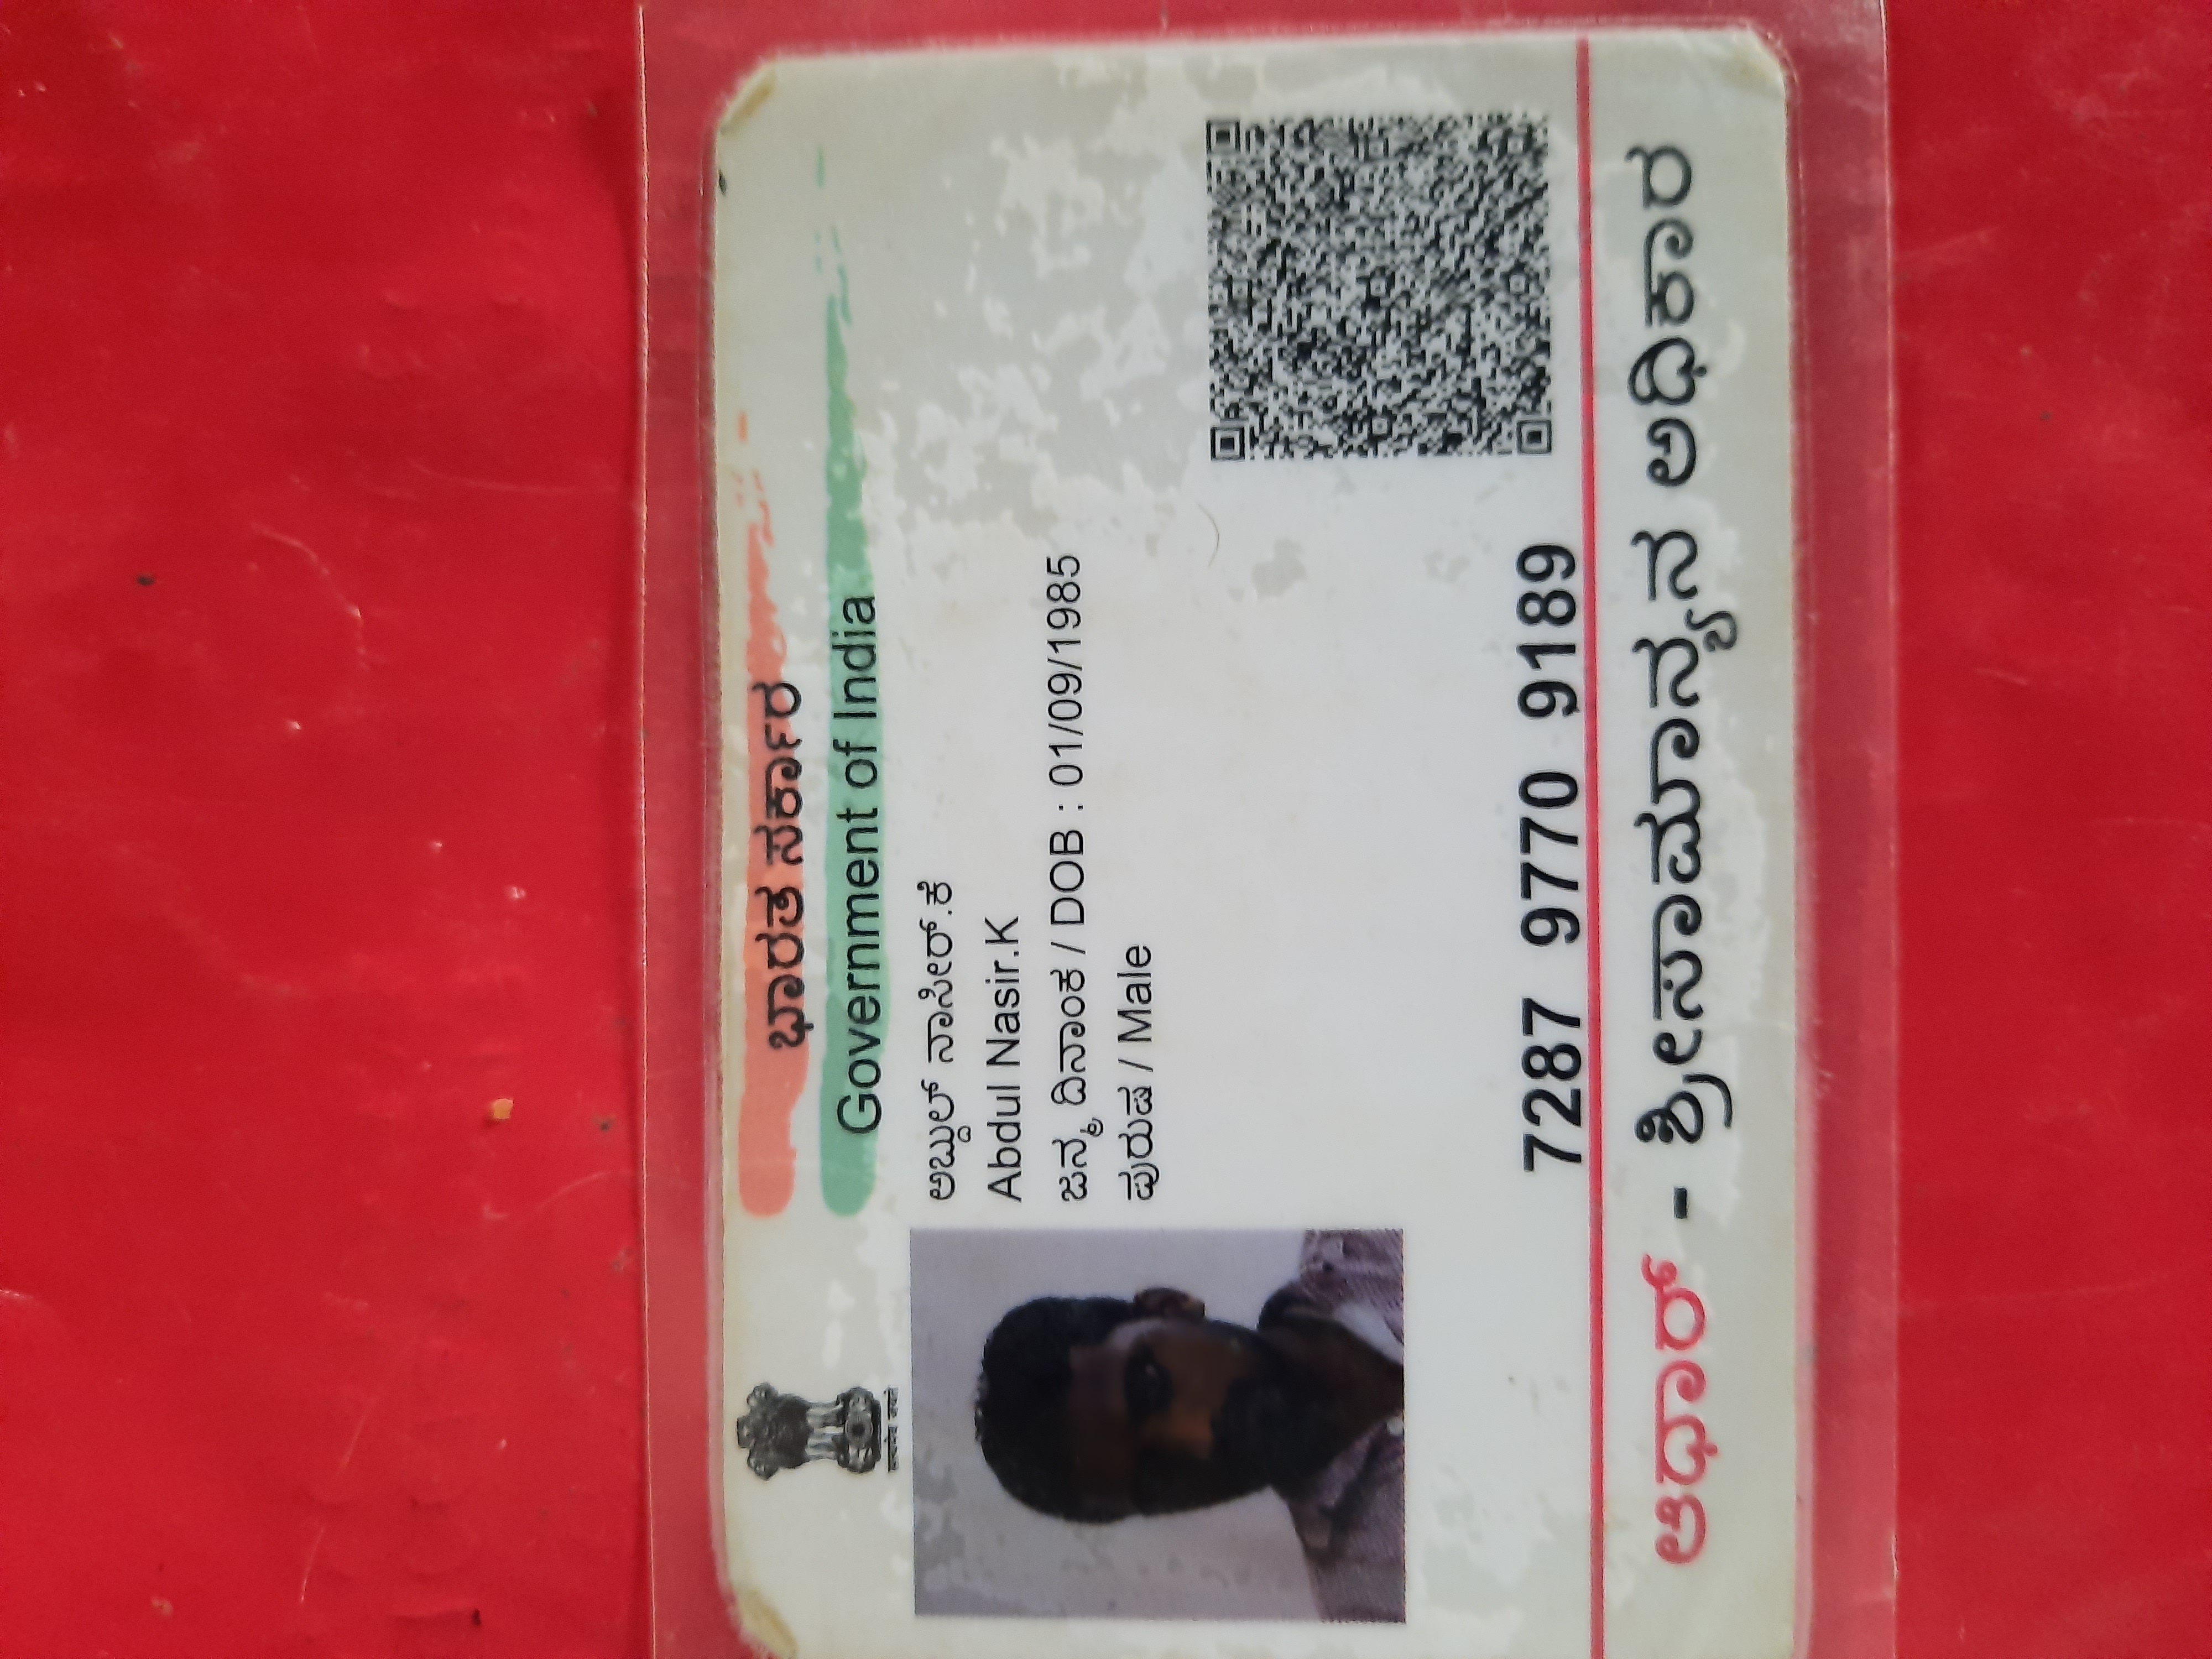 ಭಾರತ ಸರ್ಕಾರ
Government of India
सत्यमेव जयते
ಅಬ್ದುಲ್ ನಾಸೀರ್.ಕೆ
Abdul Nasir.K
ಜನ್ಮ ದಿನಾಂಕ / DOB : 01/09/1985
ಪುರುಷ / Male
7287 9770 9189
ಆಧಾರ್ - ಶ್ರೀಸಾಮಾನ್ಯನ ಅಧಿಕಾರ